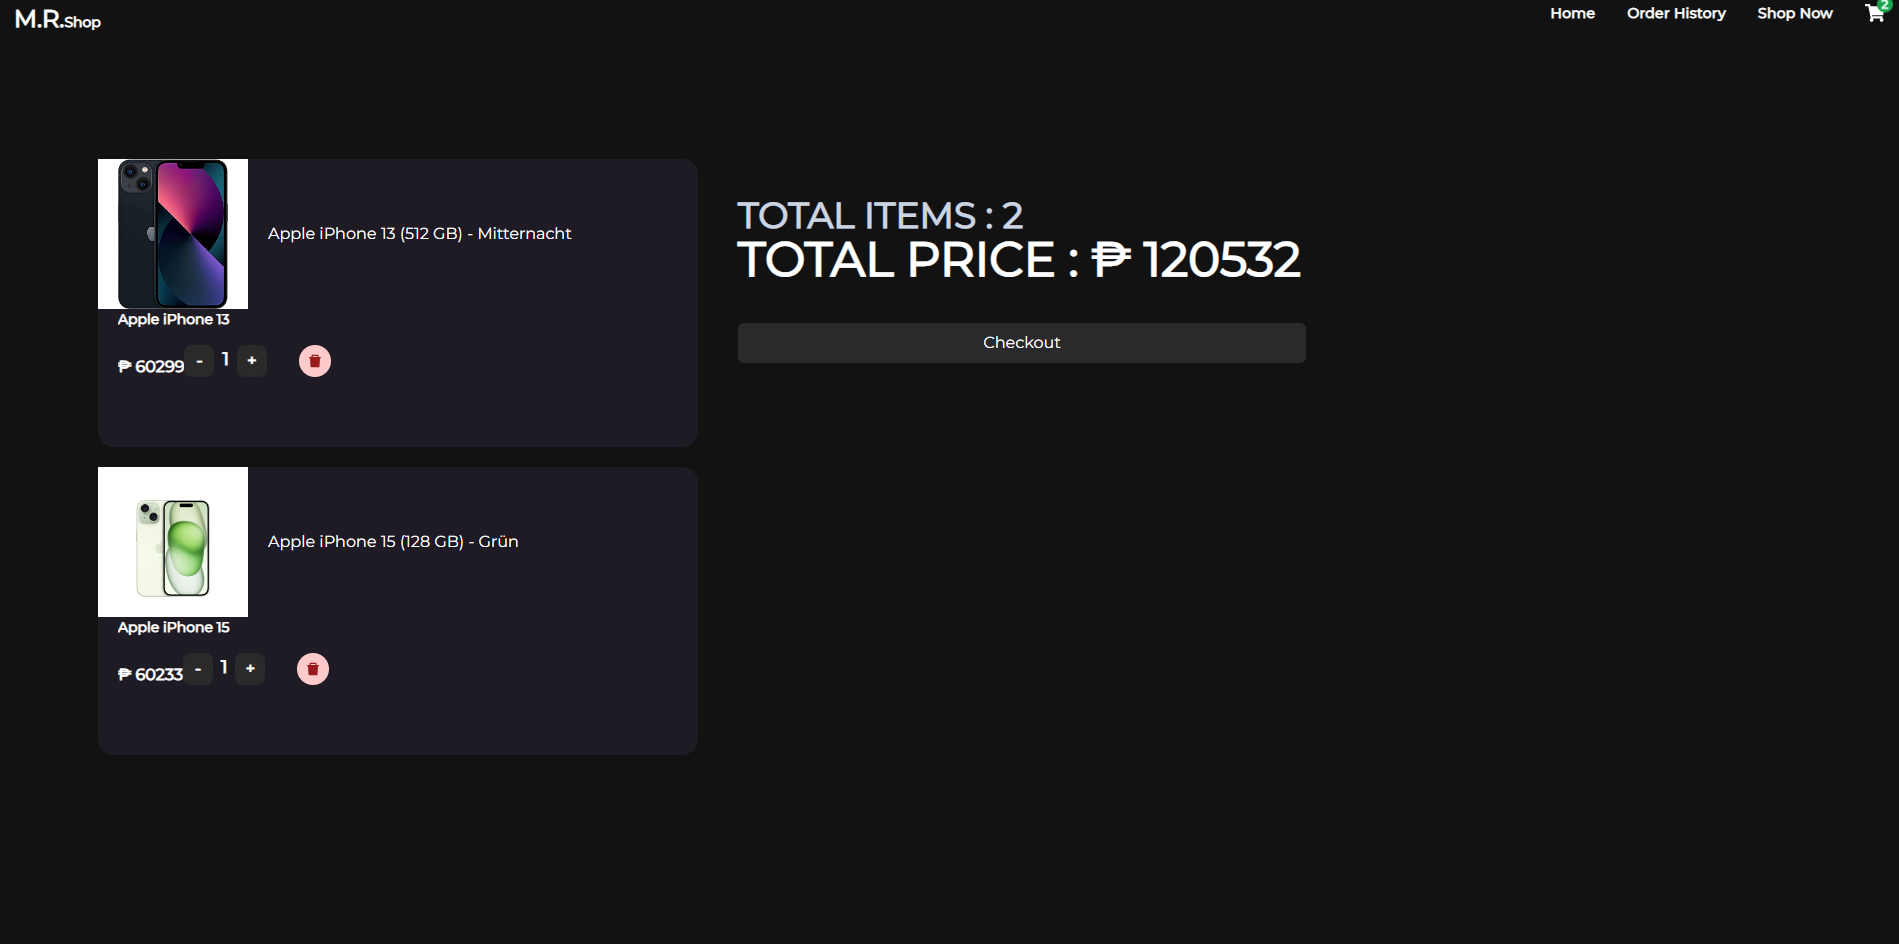 M.R.Shop
Home
Order History
Shop Now
2
Apple iPhone 13 (512 GB) - Mitternacht
Apple iPhone 13
₱ 60299
- 1 +
Apple iPhone 15 (128 GB) - Grün
Apple iPhone 15
₱ 60233
- 1 +
TOTAL ITEMS : 2
TOTAL PRICE : ₱ 120532
Checkout